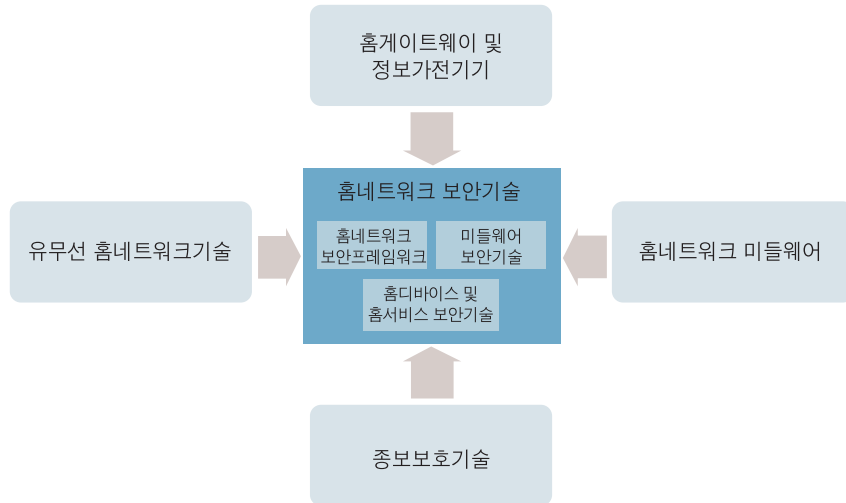 홈게이트웨이 및
정보가전기기
홈네트워크 보안기술
유무선 홈네트워크기술
홈네트워크
보안프레임워크
미들웨어
보안기술
홈네트워크 미들웨어
홈디바이스 및
홈서비스 보안기술
종보보호기술